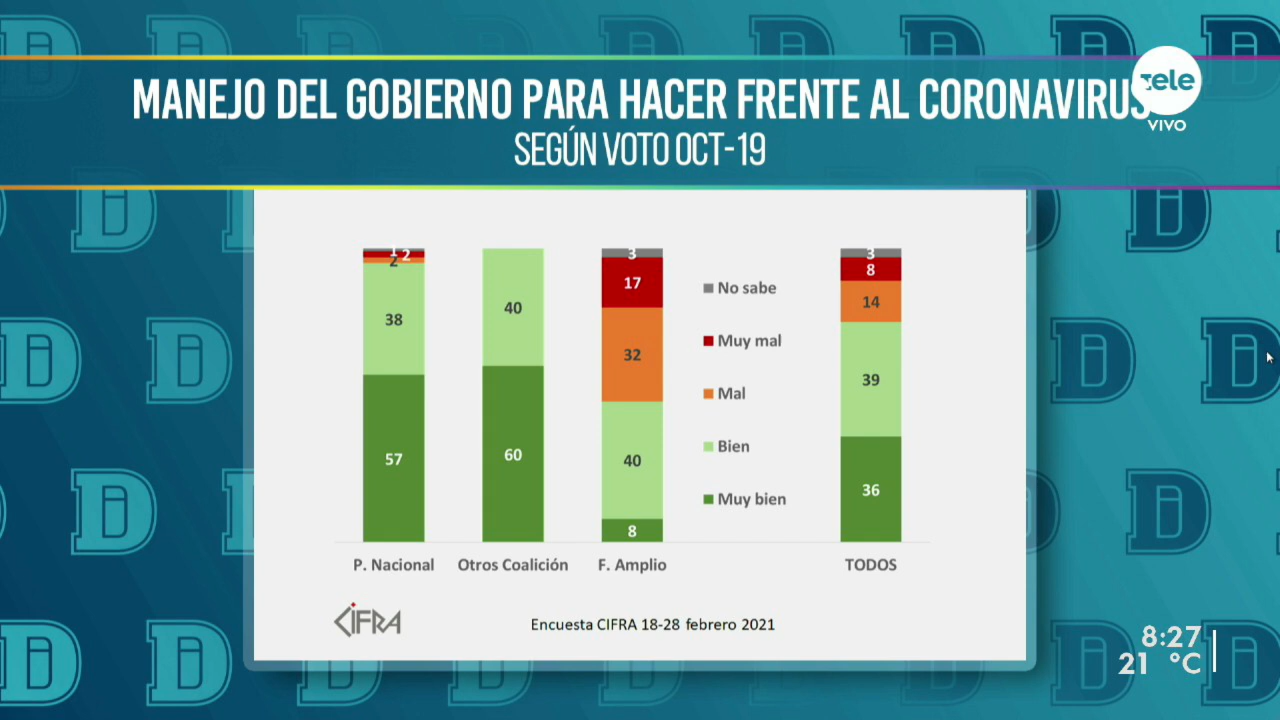 MANEJO DEL GOBIERNO PARA HACER FRENTE AL CORONAVIRUS
SEGÚN VOTO OCT-19
tele
VIVO
1 2
2
38
57
40
60
3
17
32
40
8
No sabe
Muy mal
Mal
Bien
Muy bien
3
8
14
39
36
P. Nacional Otros Coalición F. Amplio TODOS
CIFRA
Encuesta CIFRA 18-28 febrero 2021
8:27
21 °C